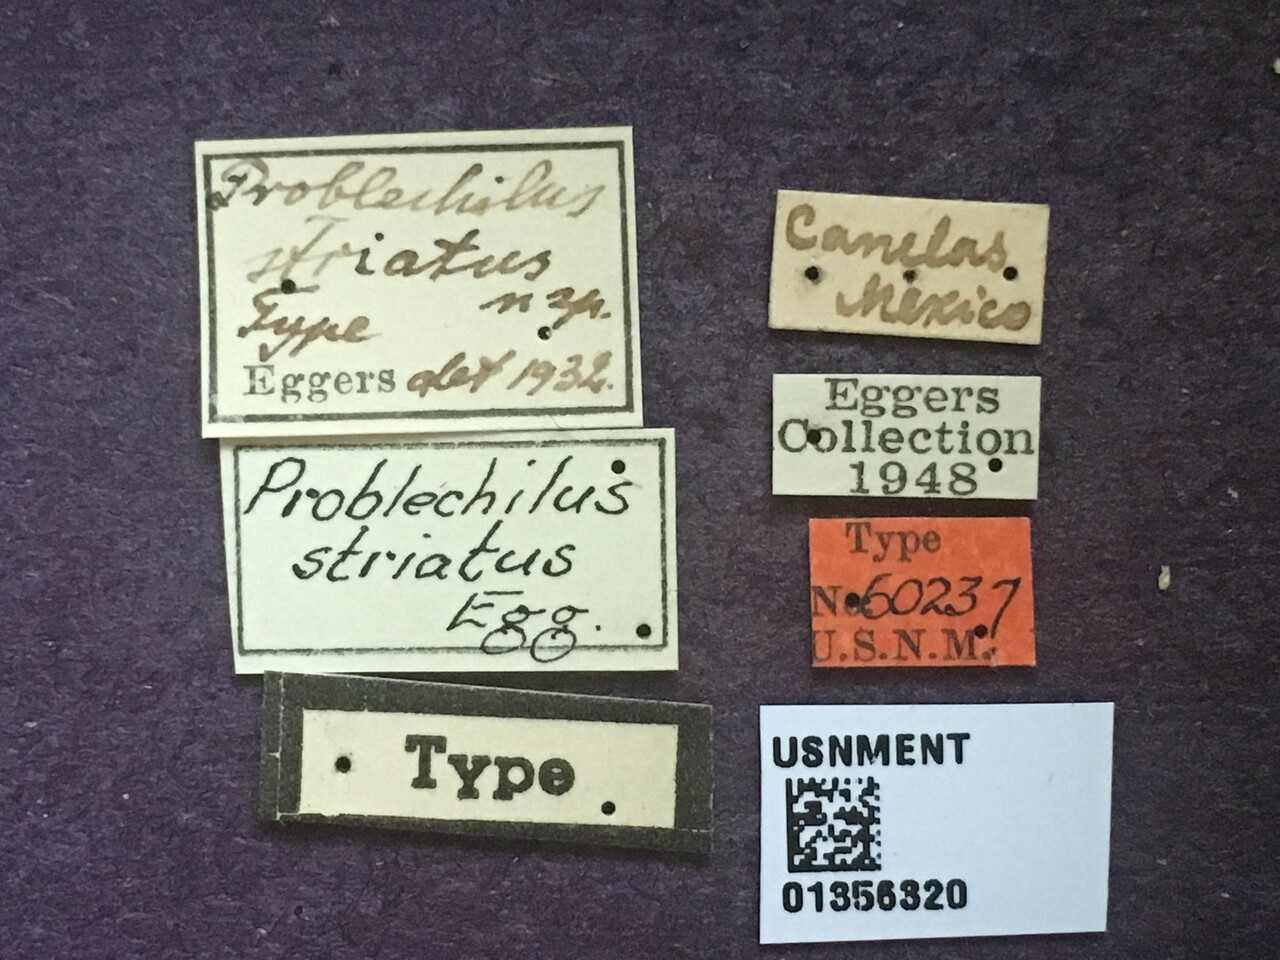 Problechilus
striatus
n sp.
Type
Eggers det 1932.
Problechilus
striatus
Egg.
Type
Canelas
Mexico
Eggers
Collection
1948
Type
No 60237
U.S.N.M.
USNMENT
01356320